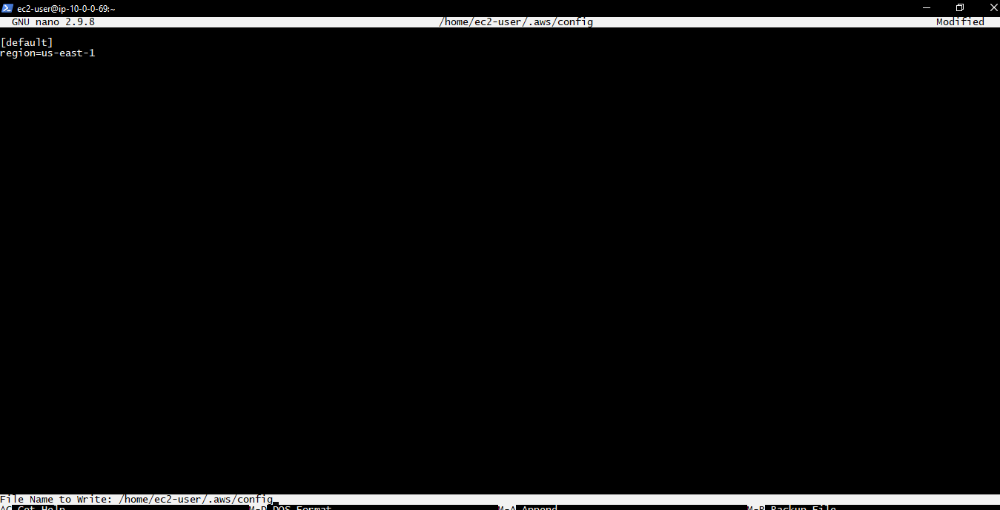 ec2-user@ip-10-0-0-69:~
GNU nano 2.9.8 /home/ec2-user/.aws/config Modified
[default]
region=us-east-1
File Name to Write: /home/ec2-user/.aws/config
^G Get Help M-D DOS Format M-A Append M-B Backup File